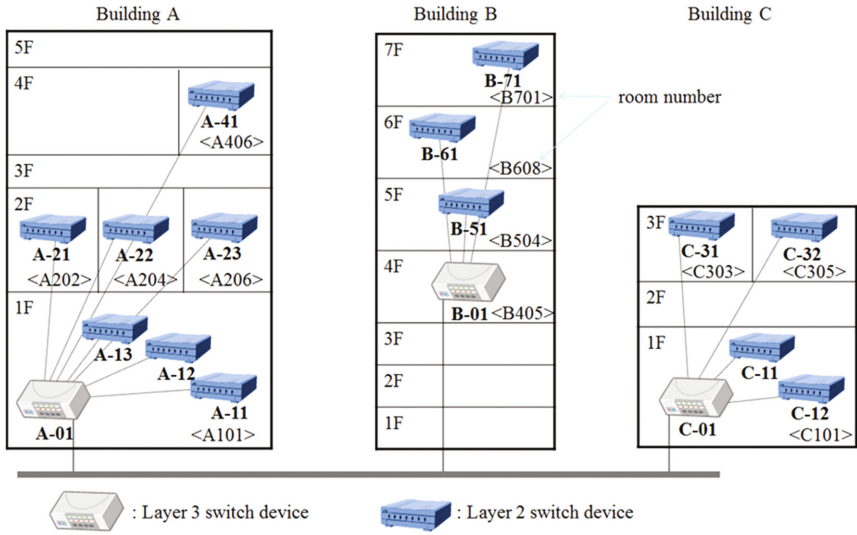 Building A
Building B
Building C
5F
4F
A-41
<A406>
3F
2F
A-21
<A202>
A-22
<A204>
A-23
<A206>
1F
A-13
A-12
A-11
A-01
<A101>
7F
B-71
<B701>
room number
6F
B-61
<B608>
5F
B-51
<B504>
4F
B-01
<B405>
3F
2F
1F
3F
C-31
<C303>
C-32
<C305>
2F
1F
C-11
C-12
C-01
<C101>
: Layer 3 switch device
: Layer 2 switch device